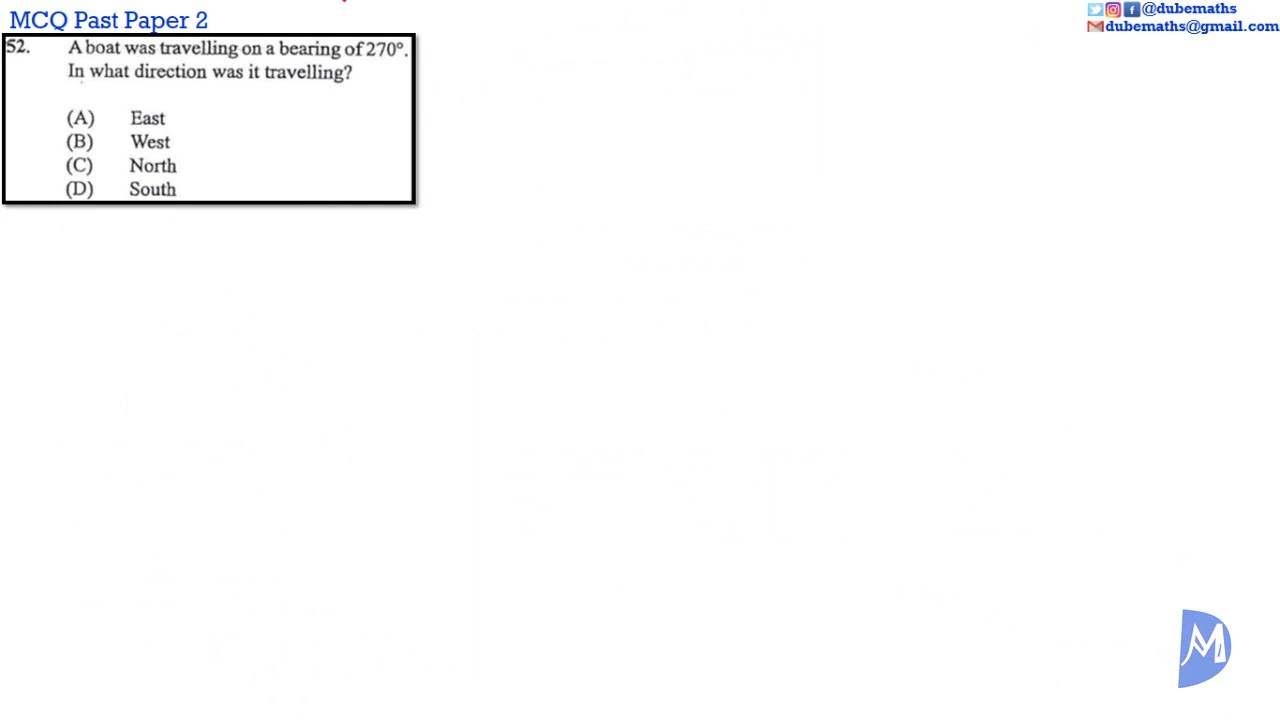 MCQ Past Paper 2
@dubemaths
dubemaths@gmail.com
52. A boat was travelling on a bearing of 270°.
In what direction was it travelling?
(A) East
(B) West
(C) North
(D) South
DM